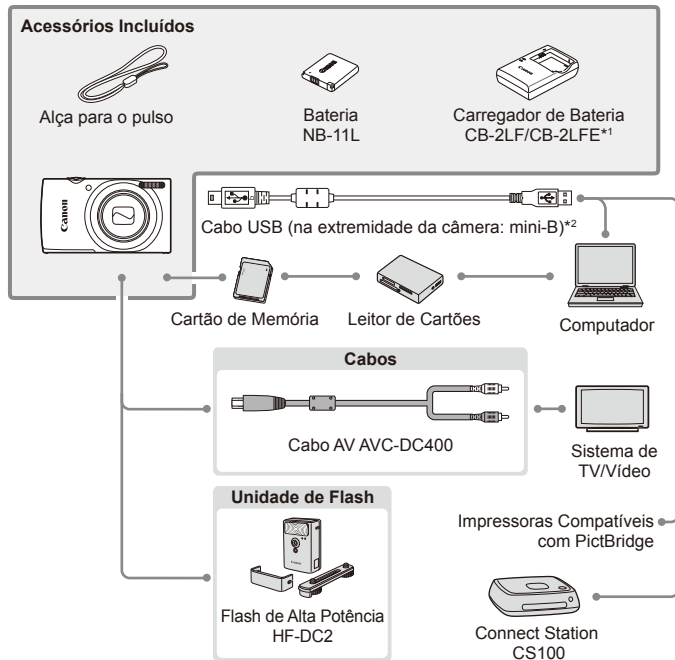 Acessórios Incluídos
Alça para o pulso
Bateria
NB-11L
Carregador de Bateria
CB-2LF/CB-2LFE*1
Canon
Cabo USB (na extremidade da câmera: mini-B)*2
Cartão de Memória
Leitor de Cartões
Computador
Cabos
Cabo AV AVC-DC400
Sistema de
TV/Vídeo
Unidade de Flash
Flash de Alta Potência
HF-DC2
Impressoras Compatíveis
com PictBridge
Connect Station
CS100